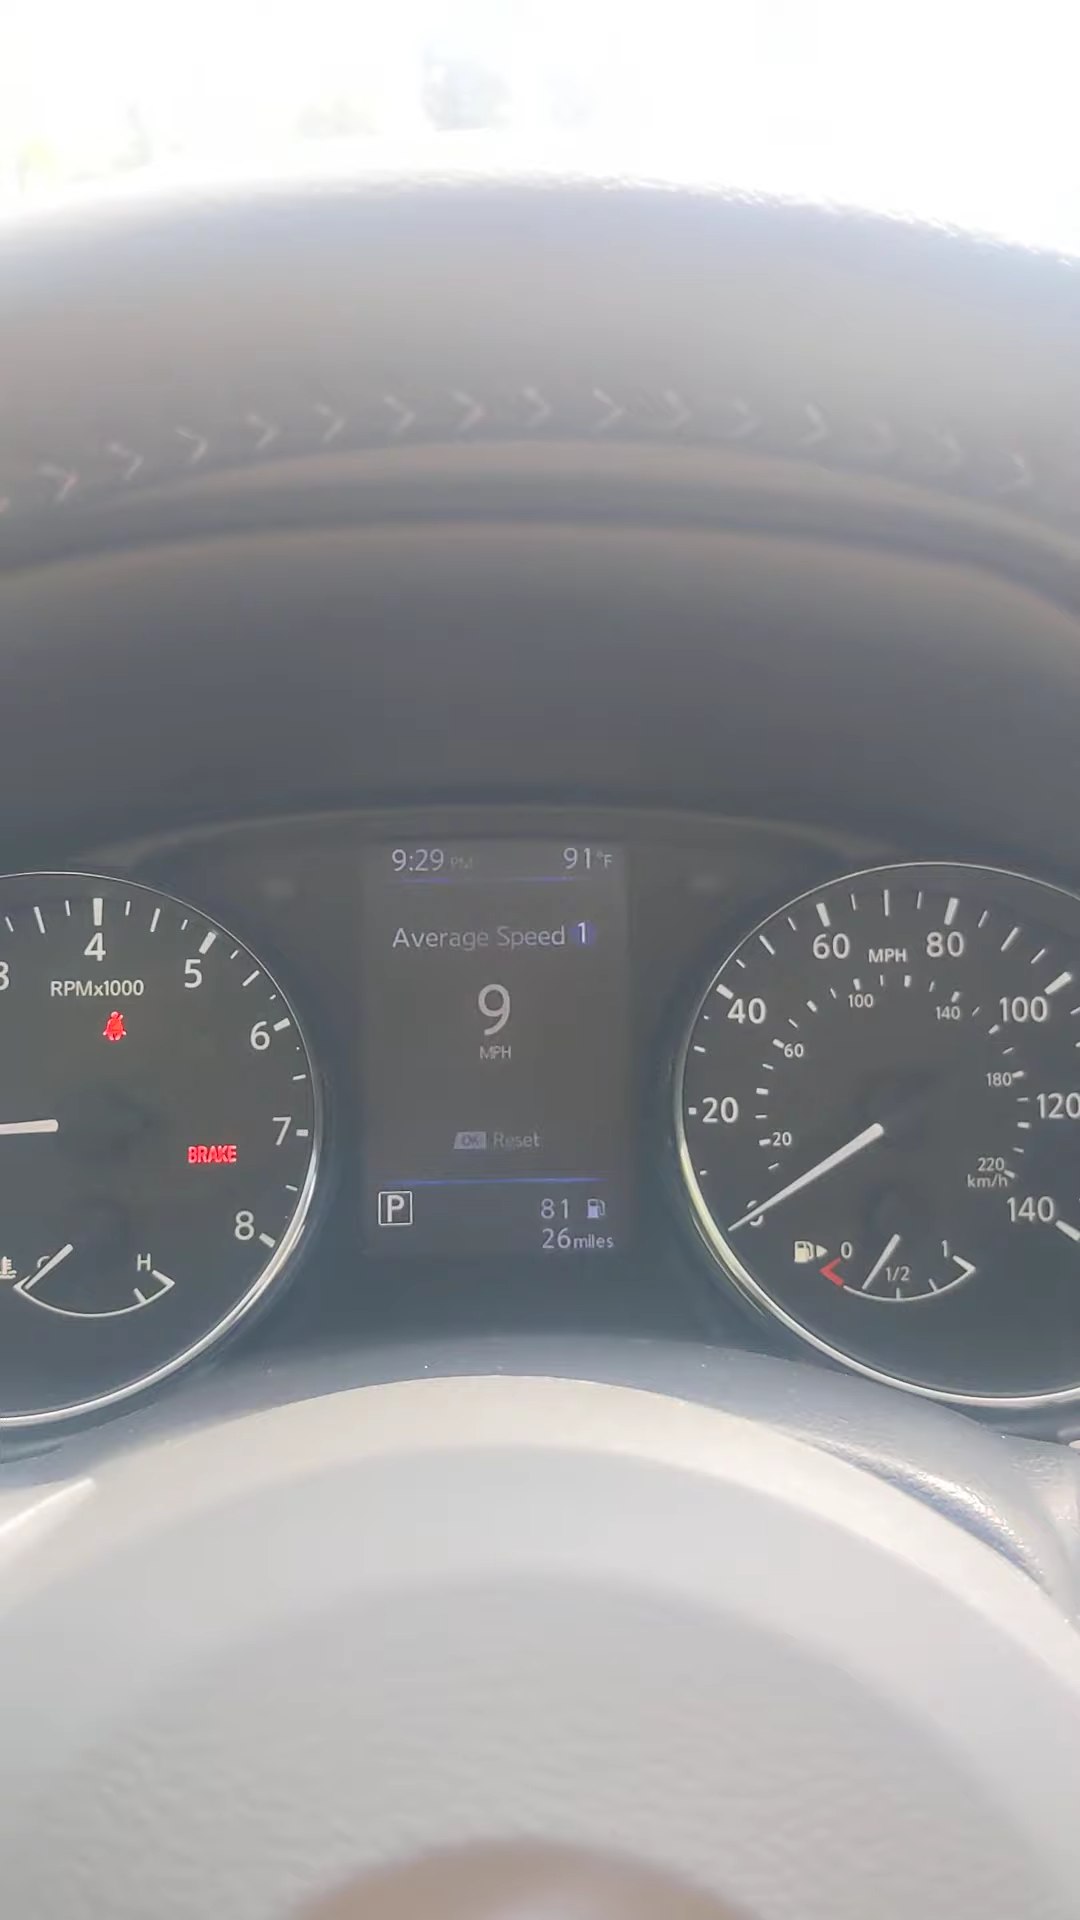 9:29 PM 91°F
Average Speed 1
9
MPH
OK Reset
P 81
26 miles
3 4 5 6 7 8
RPMx1000
BRAKE
H
20 40 60 80 100 120 140
MPH
20 60 100 140 180 220
km/h
0 1/2 1